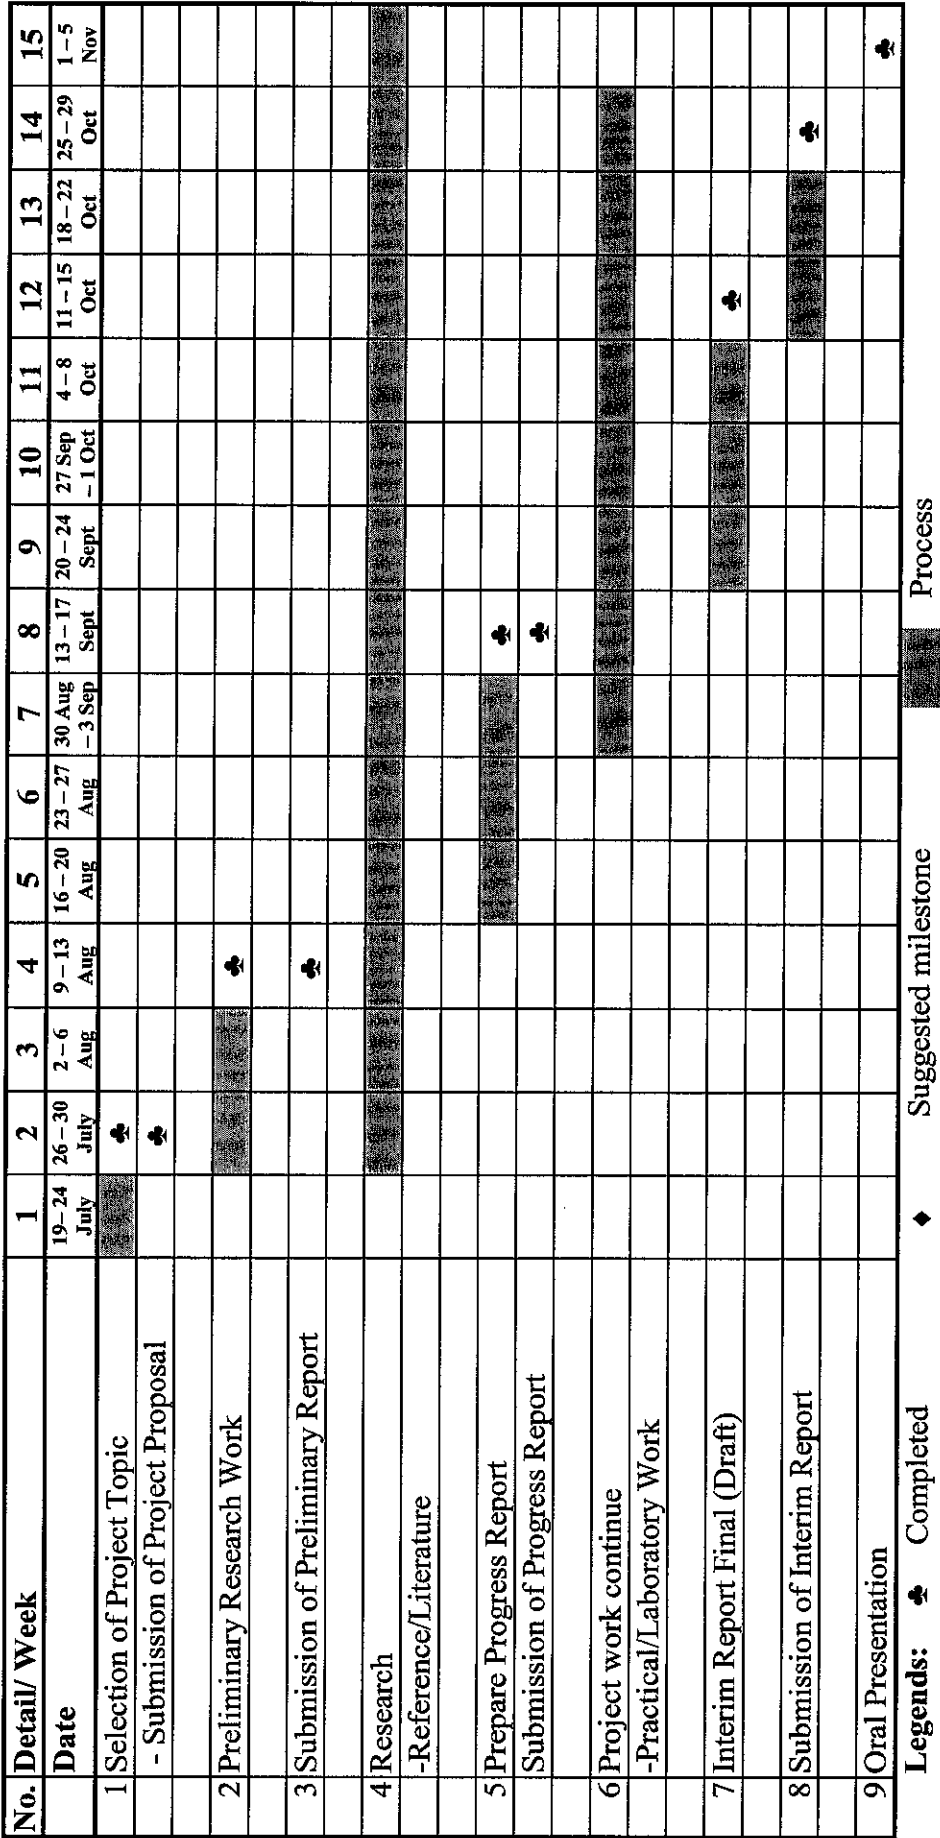 No. Detail/ Week 1 2 3 4 5 6 7 8 9 10 11 12 13 14 15
Date 19–24 July 26–30 July 2–6 Aug 9–13 Aug 16–20 Aug 23–27 Aug 30 Aug –3 Sep 13–17 Sept 20–24 Sept 27 Sep –1 Oct 4–8 Oct 11–15 Oct 18–22 Oct 25–29 Oct 1–5 Nov
1 Selection of Project Topic ♣
- Submission of Project Proposal ♣
2 Preliminary Research Work ♣
3 Submission of Preliminary Report ♣
4 Research
-Reference/Literature
5 Prepare Progress Report ♣
Submission of Progress Report ♣
6 Project work continue
-Practical/Laboratory Work
7 Interim Report Final (Draft) ♣
8 Submission of Interim Report ♣
9 Oral Presentation ♣
Legends: ♣ Completed ♦ Suggested milestone Process